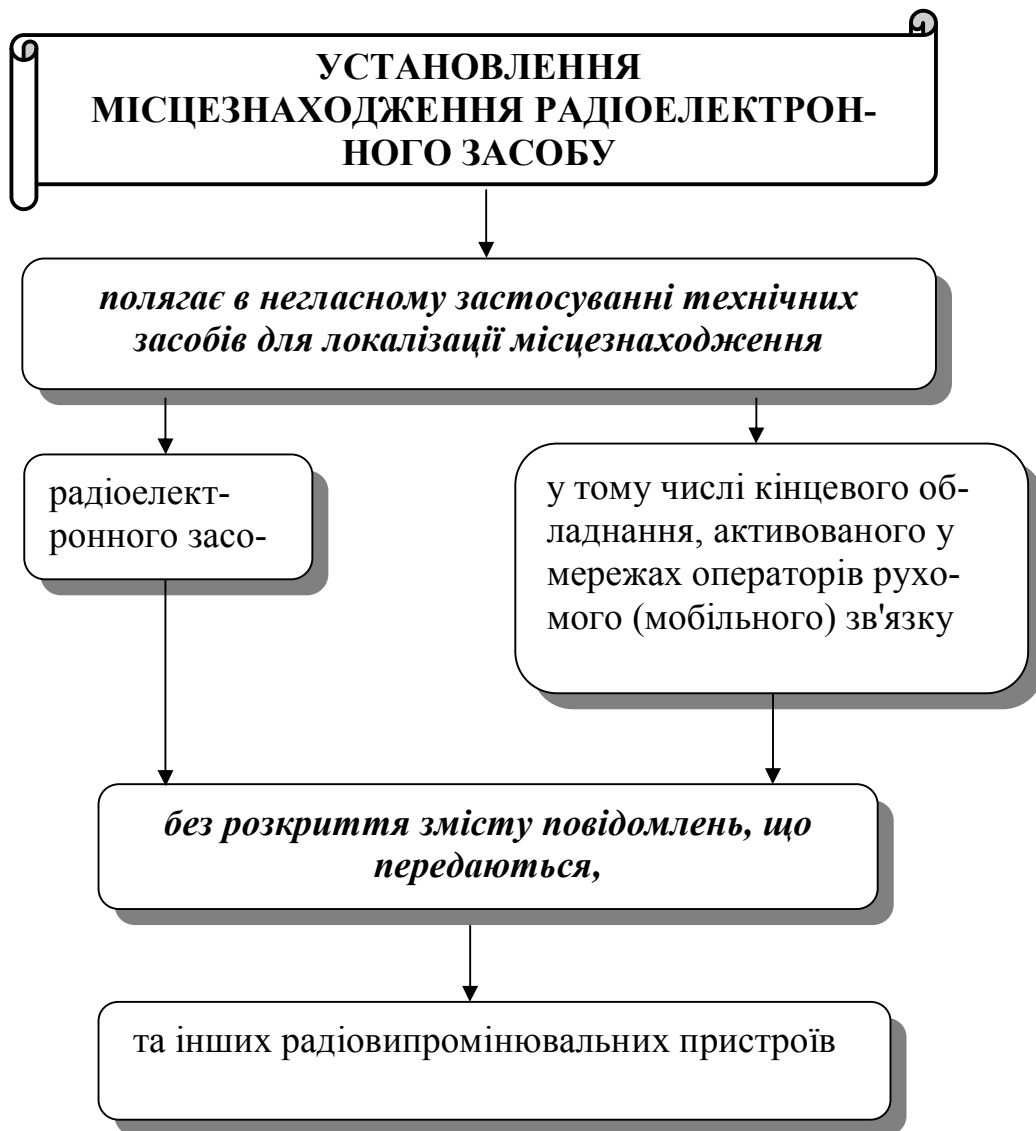 УСТАНОВЛЕННЯ
МІСЦЕЗНАХОДЖЕННЯ РАДІОЕЛЕКТРОН-
НОГО ЗАСОБУ
полягає в негласному застосуванні технічних
засобів для локалізації місцезнаходження
радіоелект-
ронного засо-
у тому числі кінцевого об-
ладнання, активованого у
мережах операторів рухо-
мого (мобільного) зв'язку
без розкриття змісту повідомлень, що
передаються,
та інших радіовипромінювальних пристроїв